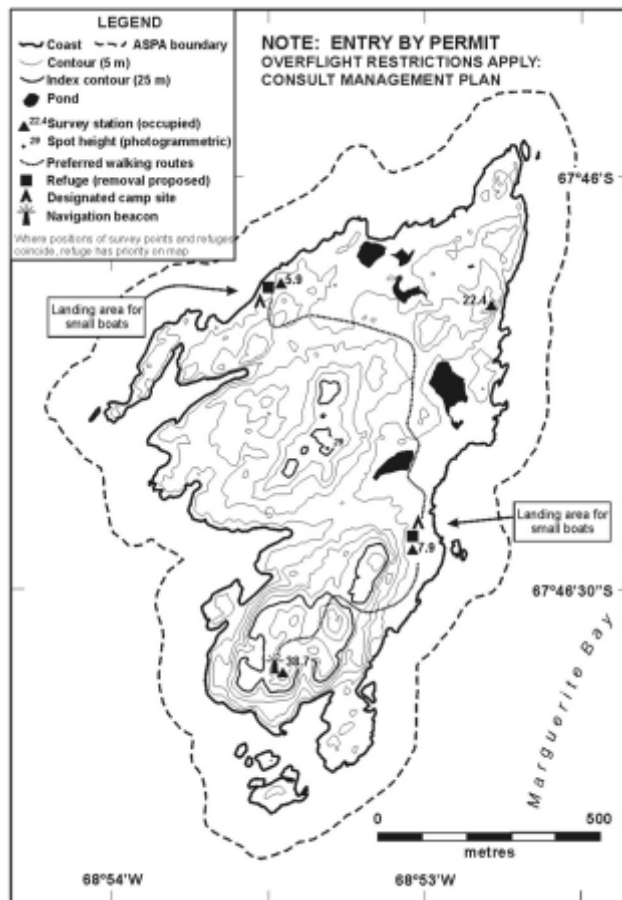 LEGEND
Coast
ASPA boundary
Contour (5 m)
Index contour (25 m)
Pond
22.4 Survey station (occupied)
29 Spot height (photogrammetric)
Preferred walking routes
Refuge (removal proposed)
Designated camp site
Navigation beacon
Where positions of survey points and refuges
coincide, refuge has priority on map
NOTE: ENTRY BY PERMIT
OVERFLIGHT RESTRICTIONS APPLY:
CONSULT MANAGEMENT PLAN
67°46'S
5.9
22.4
Landing area for
small boats
Landing area for
small boats
7.9
67°46'30"S
38.7
Marguerite Bay
0
500
metres
68°54'W
68°53'W